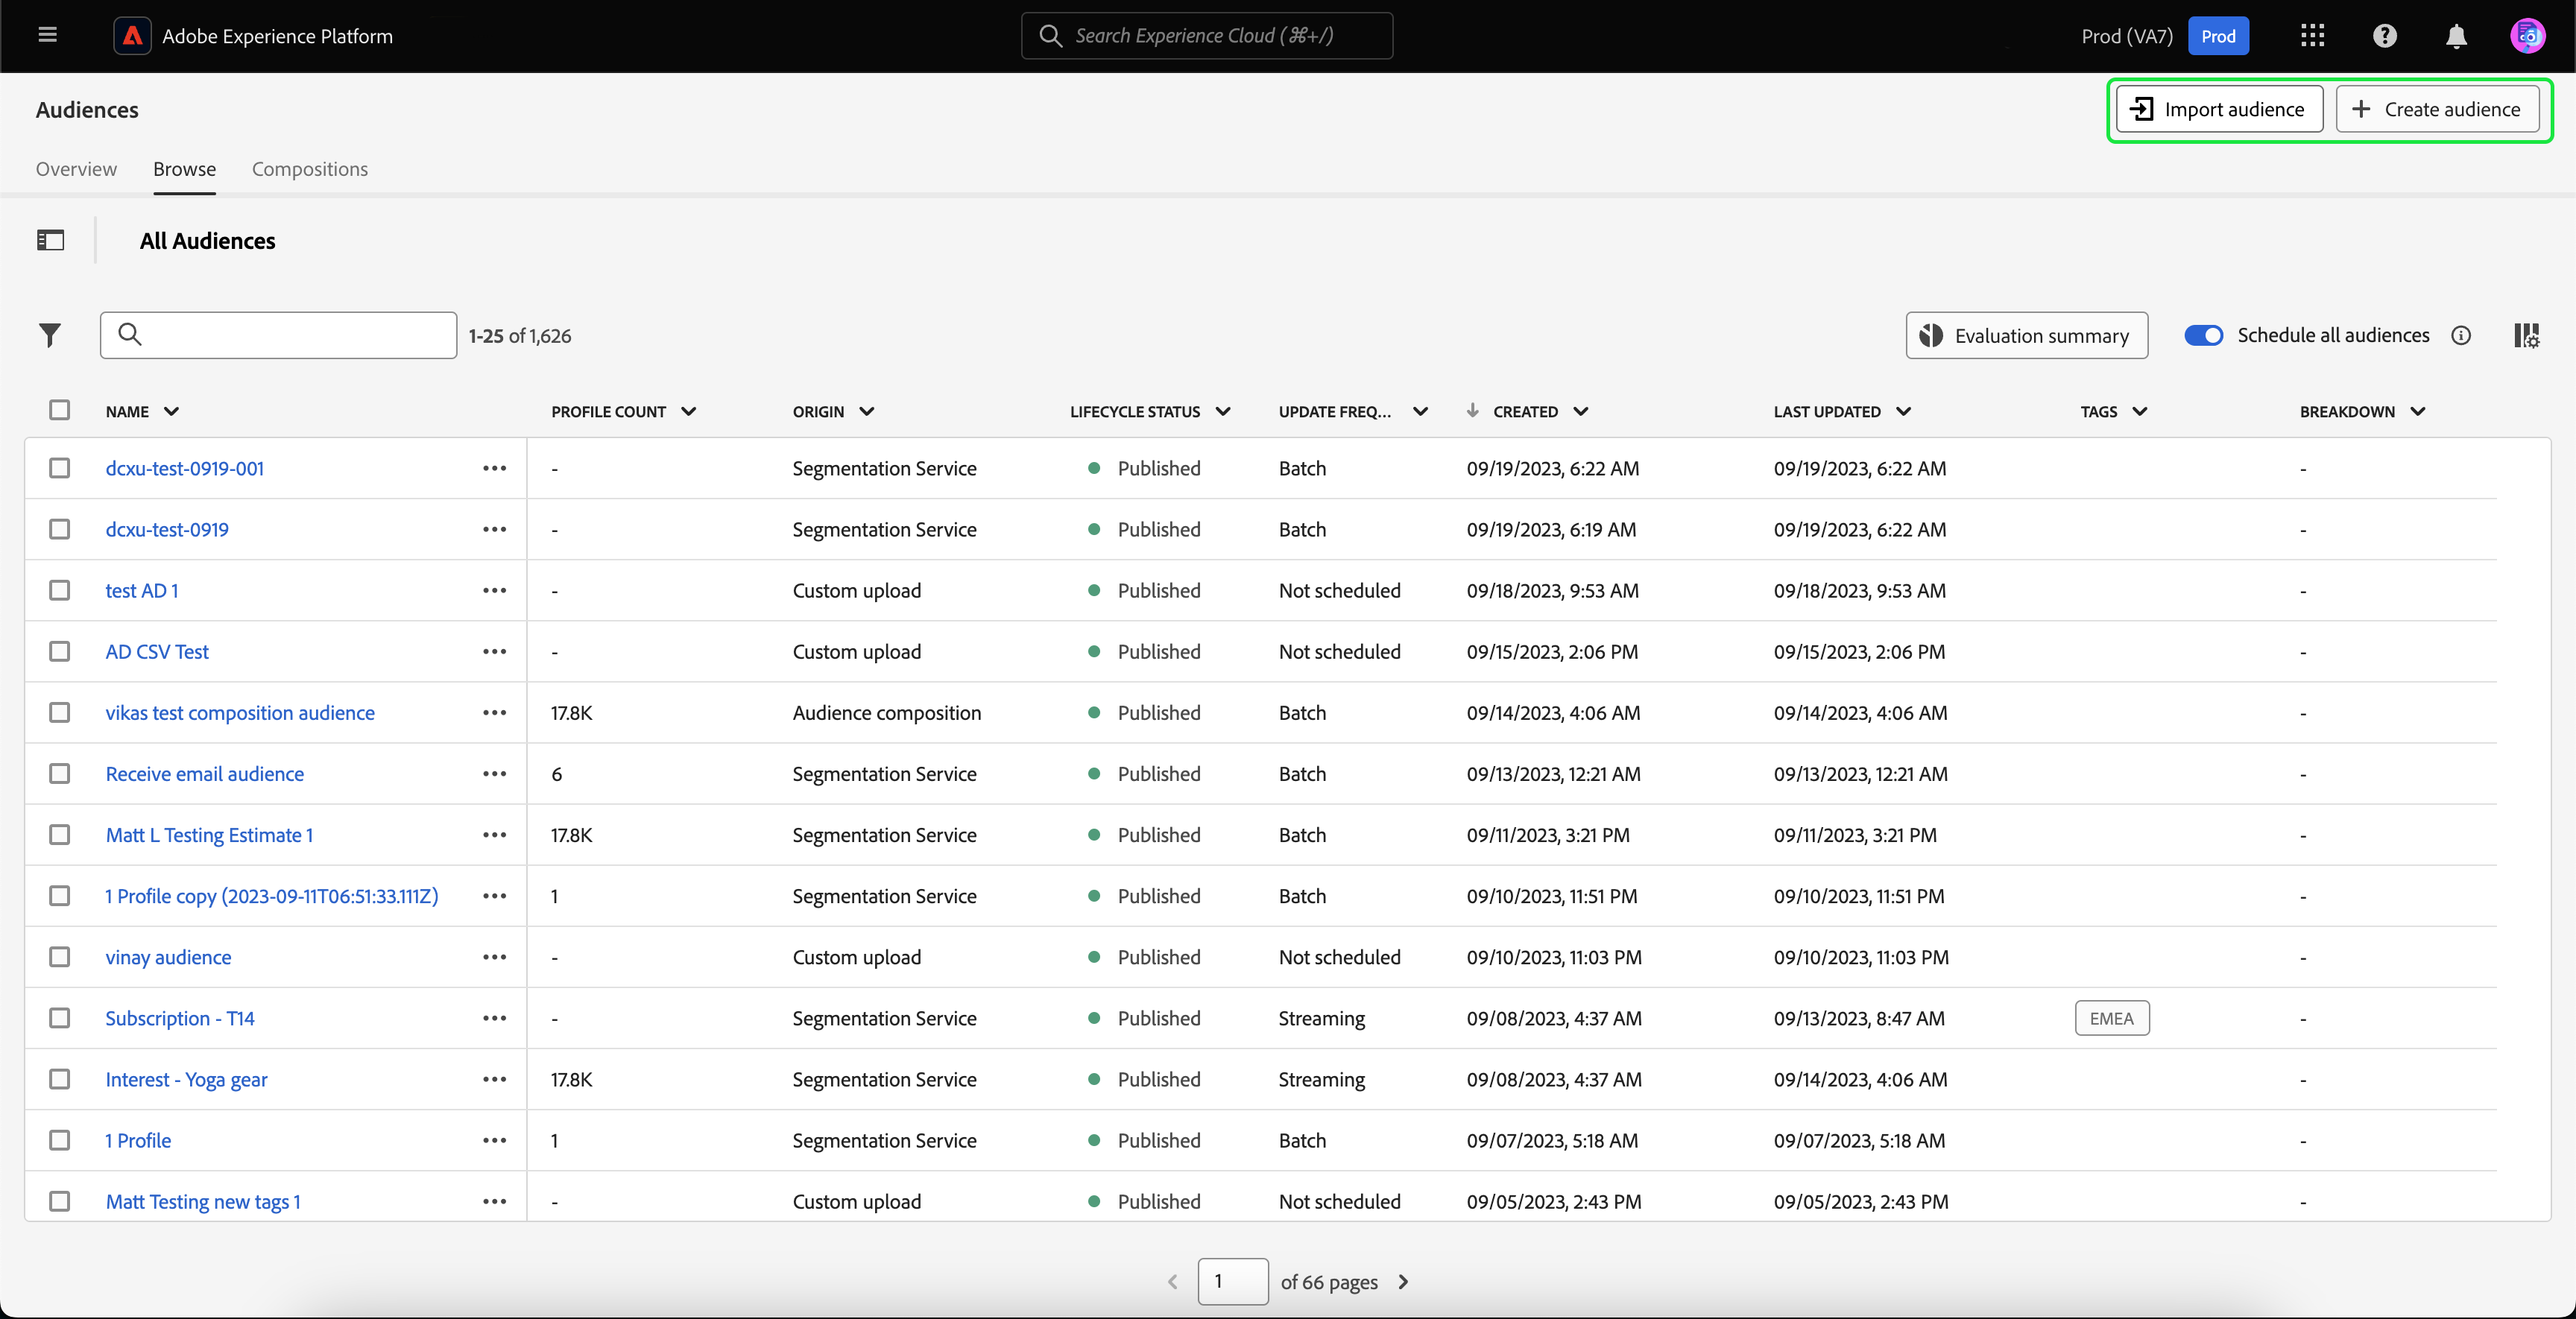 Adobe Experience Platform
Search Experience Cloud (⌘+/)
Prod (VA7) Prod
Audiences
Import audience
Create audience
Overview Browse Compositions
All Audiences
1-25 of 1,626
Evaluation summary
Schedule all audiences
NAME PROFILE COUNT ORIGIN LIFECYCLE STATUS UPDATE FREQ... CREATED LAST UPDATED TAGS BREAKDOWN
dcxu-test-0919-001 ••• - Segmentation Service Published Batch 09/19/2023, 6:22 AM 09/19/2023, 6:22 AM -
dcxu-test-0919 ••• - Segmentation Service Published Batch 09/19/2023, 6:19 AM 09/19/2023, 6:22 AM -
test AD 1 ••• - Custom upload Published Not scheduled 09/18/2023, 9:53 AM 09/18/2023, 9:53 AM -
AD CSV Test ••• - Custom upload Published Not scheduled 09/15/2023, 2:06 PM 09/15/2023, 2:06 PM -
vikas test composition audience ••• 17.8K Audience composition Published Batch 09/14/2023, 4:06 AM 09/14/2023, 4:06 AM -
Receive email audience ••• 6 Segmentation Service Published Batch 09/13/2023, 12:21 AM 09/13/2023, 12:21 AM -
Matt L Testing Estimate 1 ••• 17.8K Segmentation Service Published Batch 09/11/2023, 3:21 PM 09/11/2023, 3:21 PM -
1 Profile copy (2023-09-11T06:51:33.111Z) ••• 1 Segmentation Service Published Batch 09/10/2023, 11:51 PM 09/10/2023, 11:51 PM -
vinay audience ••• - Custom upload Published Not scheduled 09/10/2023, 11:03 PM 09/10/2023, 11:03 PM -
Subscription - T14 ••• - Segmentation Service Published Streaming 09/08/2023, 4:37 AM 09/13/2023, 8:47 AM EMEA -
Interest - Yoga gear ••• 17.8K Segmentation Service Published Streaming 09/08/2023, 4:37 AM 09/14/2023, 4:06 AM -
1 Profile ••• 1 Segmentation Service Published Batch 09/07/2023, 5:18 AM 09/07/2023, 5:18 AM -
Matt Testing new tags 1 ••• - Custom upload Published Not scheduled 09/05/2023, 2:43 PM 09/05/2023, 2:43 PM -
1 of 66 pages